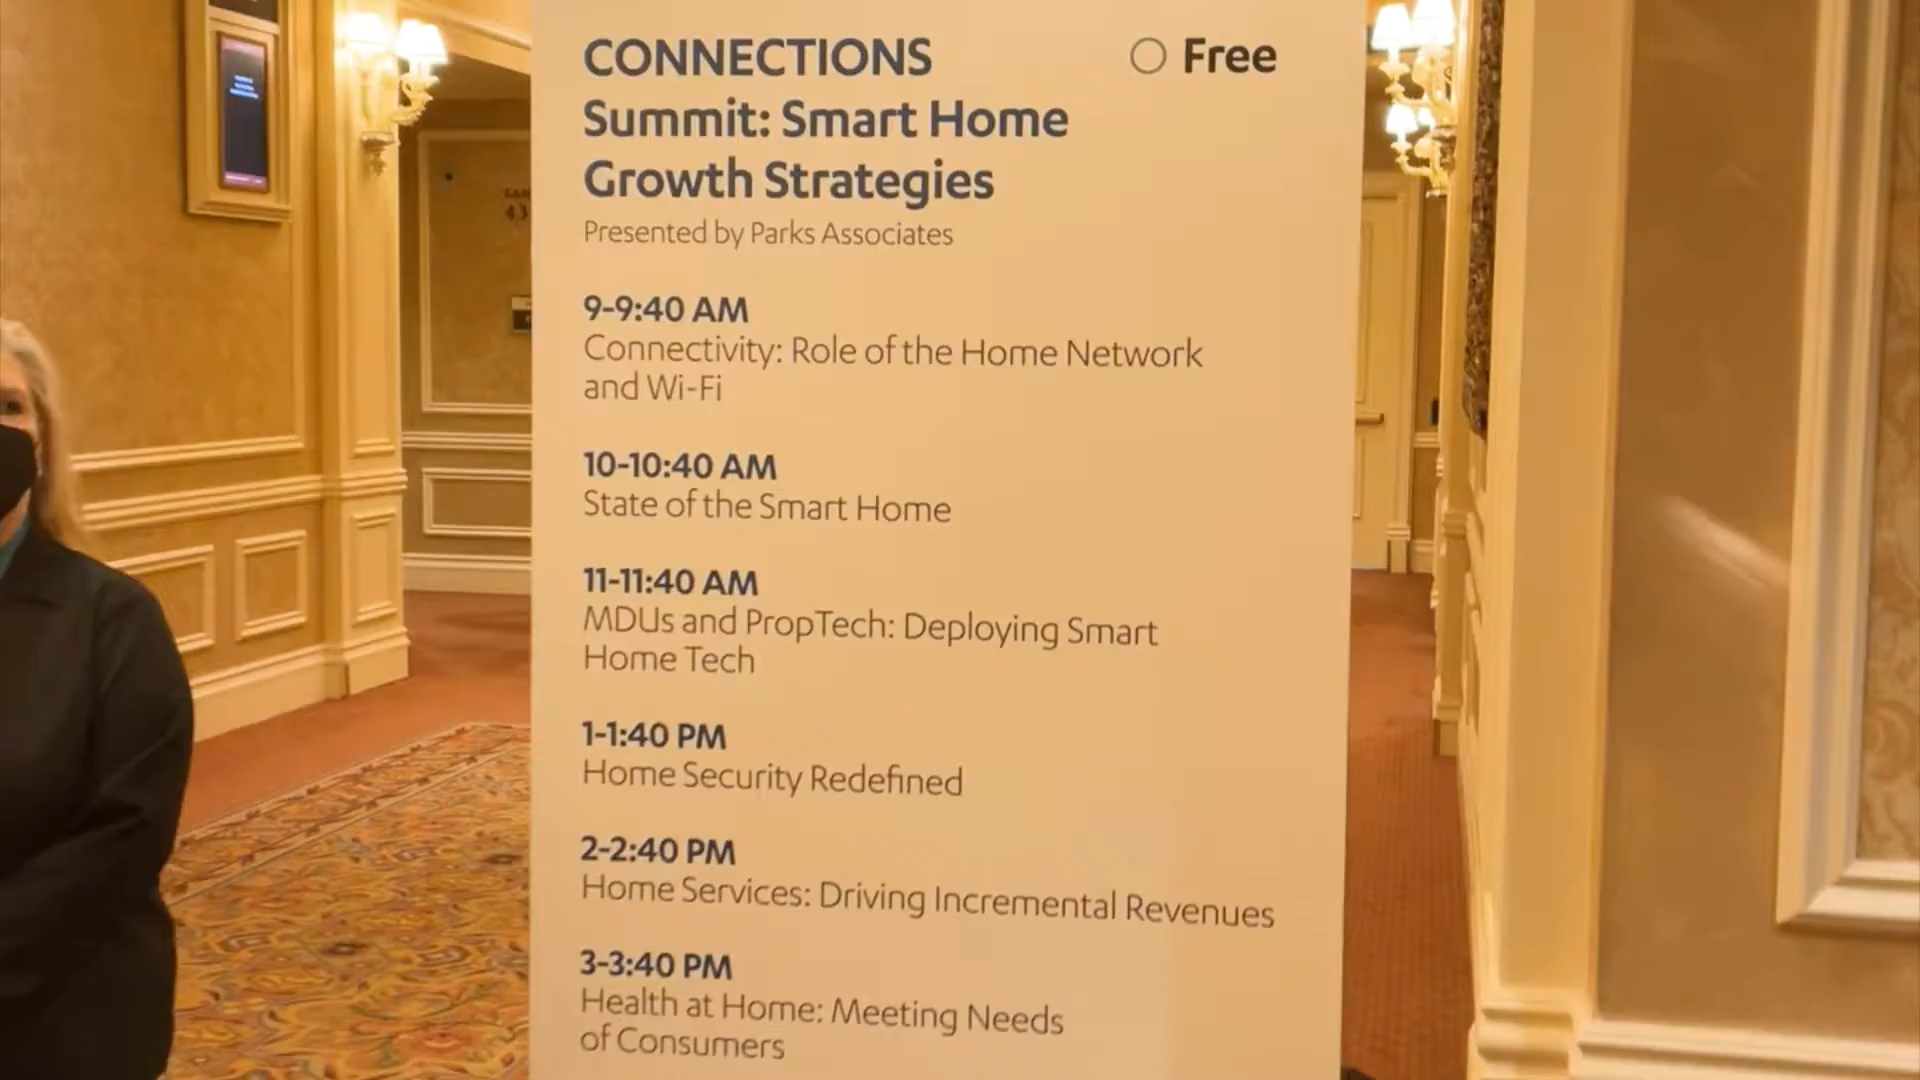 CONNECTIONS
Free
Summit: Smart Home
Growth Strategies
Presented by Parks Associates
9-9:40 AM
Connectivity: Role of the Home Network
and Wi-Fi
10-10:40 AM
State of the Smart Home
11-11:40 AM
MDUs and PropTech: Deploying Smart
Home Tech
1-1:40 PM
Home Security Redefined
2-2:40 PM
Home Services: Driving Incremental Revenues
3-3:40 PM
Health at Home: Meeting Needs
of Consumers